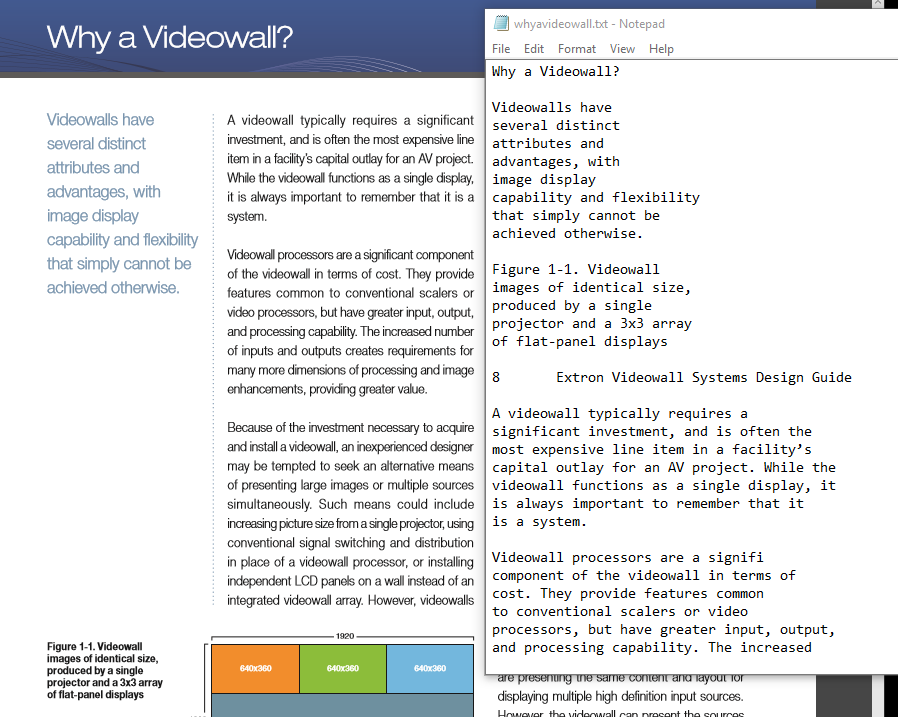 Why a Videowall?
Videowalls have
several distinct
attributes and
advantages, with
image display
capability and flexibility
that simply cannot be
achieved otherwise.
A videowall typically requires a significant
investment, and is often the most expensive line
item in a facility's capital outlay for an AV project.
While the videowall functions as a single display,
it is always important to remember that it is a
system.
Videowall processors are a significant component
of the videowall in terms of cost. They provide
features common to conventional scalers or
video processors, but have greater input, output,
and processing capability. The increased number
of inputs and outputs creates requirements for
many more dimensions of processing and image
enhancements, providing greater value.
Because of the investment necessary to acquire
and install a videowall, an inexperienced designer
may be tempted to seek an alternative means
of presenting large images or multiple sources
simultaneously. Such means could include
increasing picture size from a single projector, using
conventional signal switching and distribution
in place of a videowall processor, or installing
independent LCD panels on a wall instead of an
integrated videowall array. However, videowalls
Figure 1-1. Videowall
images of identical size,
produced by a single
projector and a 3x3 array
of flat-panel displays
1920
640x360 640x360 640x360
are presenting the same content and layout for
displaying multiple high definition input sources.
However, the videowall can present the sources
whyavideowall.txt - Notepad
File Edit Format View Help
Why a Videowall?
Videowalls have
several distinct
attributes and
advantages, with
image display
capability and flexibility
that simply cannot be
achieved otherwise.
Figure 1-1. Videowall
images of identical size,
produced by a single
projector and a 3x3 array
of flat-panel displays
8 Extron Videowall Systems Design Guide
A videowall typically requires a
significant investment, and is often the
most expensive line item in a facility’s
capital outlay for an AV project. While the
videowall functions as a single display, it
is always important to remember that it
is a system.
Videowall processors are a signifi
component of the videowall in terms of
cost. They provide features common
to conventional scalers or video
processors, but have greater input, output,
and processing capability. The increased